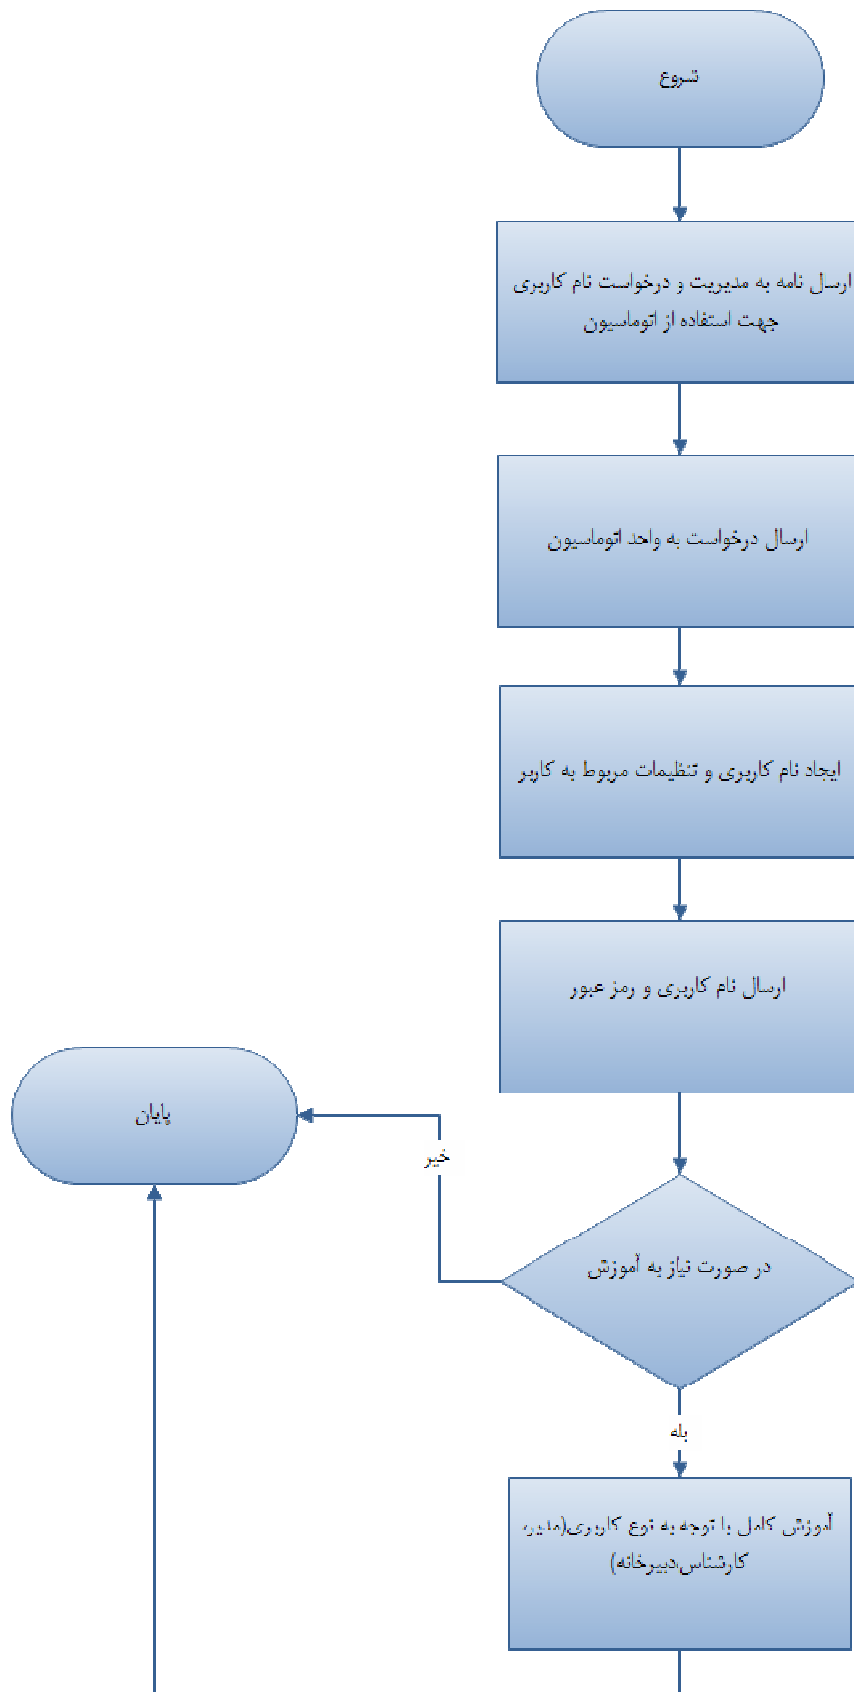 شروع
ارسال نامه به مدیریت و درخواست نام کاربری
جهت استفاده از اتوماسیون
ارسال درخواست به واحد اتوماسیون
ایجاد نام کاربری و تنظیمات مربوط به کاربر
ارسال نام کاربری و رمز عبور
پایان
خیر
در صورت نیاز به آموزش
بله
آموزش کامل با توجه به نوع کاربری(مدیر،
کارشناس،دبیرخانه)